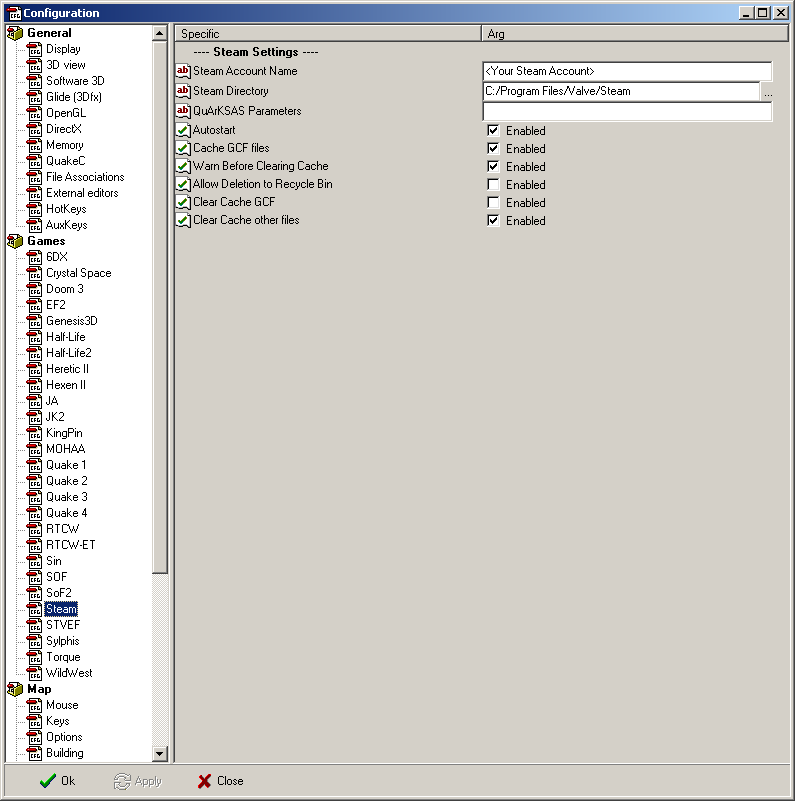 Configuration
General
Display
3D view
Software 3D
Glide (3Dfx)
OpenGL
DirectX
Memory
QuakeC
File Associations
External editors
HotKeys
AuxKeys
Games
6DX
Crystal Space
Doom 3
EF2
Genesis3D
Half-Life
Half-Life2
Heretic II
Hexen II
JA
JK2
KingPin
MOHAA
Quake 1
Quake 2
Quake 3
Quake 4
RTCW
RTCW-ET
Sin
SOF
SoF2
Steam
STVEF
Sylphis
Torque
WildWest
Map
Mouse
Keys
Options
Building
Specific Arg
---- Steam Settings ----
Steam Account Name <Your Steam Account>
Steam Directory C:/Program Files/Valve/Steam ...
QuArKSAS Parameters
Autostart Enabled
Cache GCF files Enabled
Warn Before Clearing Cache Enabled
Allow Deletion to Recycle Bin Enabled
Clear Cache GCF Enabled
Clear Cache other files Enabled
Ok Apply Close